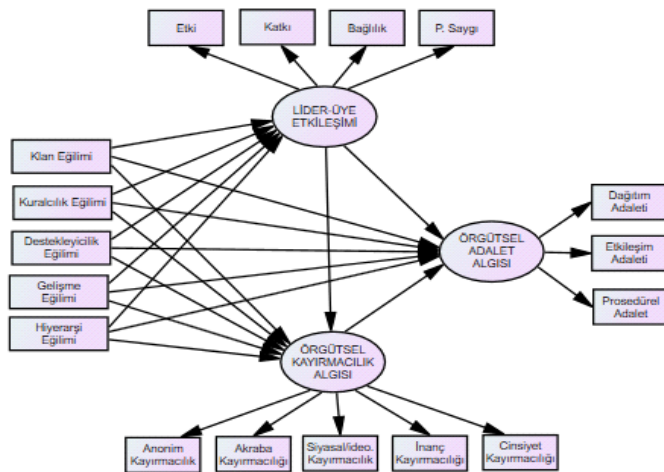 Etki
Katkı
Bağlılık
P. Saygı
LİDER-ÜYE
ETKİLEŞİMİ
Klan Eğilimi
Kuralcılık Eğilimi
Destekleyicilik
Eğilimi
Gelişme
Eğilimi
Hiyerarşi
Eğilimi
ÖRGÜTSEL
ADALET
ALGISI
Dağıtım
Adaleti
Etkileşim
Adaleti
Prosedürel
Adalet
ÖRGÜTSEL
KAYIRMACILIK
ALGISI
Anonim
Kayırmacılık
Akraba
Kayırmacılığı
Siyasal/ideo.
Kayırmacılık
İnanç
Kayırmacılığı
Cinsiyet
Kayırmacılığı